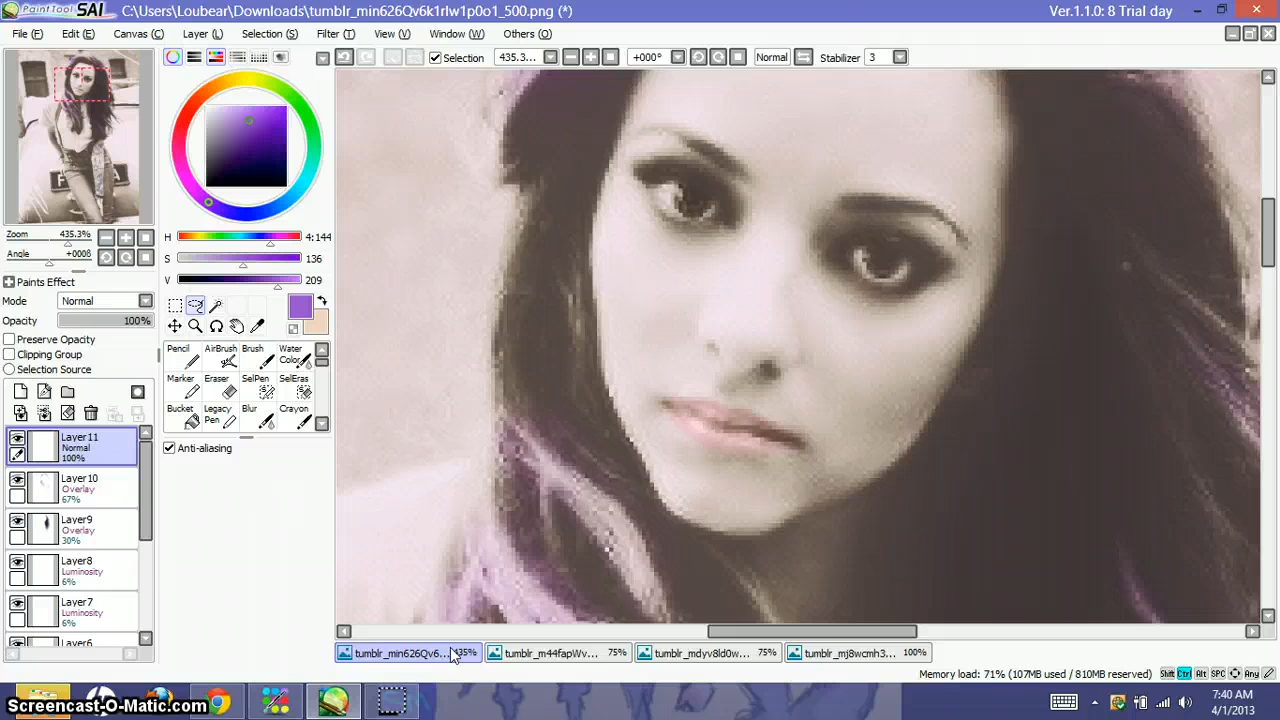 PaintTool SAI C:\Users\Loubear\Downloads\tumblr_min626Qv6k1rlw1p0o1_500.png (*) Ver.1.1.0: 8 Trial day
File (F) Edit (E) Canvas (C) Layer (L) Selection (S) Filter (T) View (V) Window (W) Others (O)
Selection 435.3... +000° Normal Stabilizer 3
Zoom 435.3%
Angle +000ß
H 4:144
S 136
V 209
Paints Effect
Mode Normal
Opacity 100%
Preserve Opacity
Clipping Group
Selection Source
Pencil AirBrush Brush Water Color
Marker Eraser SelPen SelEras
Bucket Legacy Pen Blur Crayon
Anti-aliasing
Layer11
Normal
100%
Layer10
Overlay
67%
Layer9
Overlay
30%
Layer8
Luminosity
6%
Layer7
Luminosity
6%
Layer6
tumblr_min626Qv6... 435% tumblr_m44fapWv... 75% tumblr_mdyv8ld0w... 75% tumblr_mj8wcmh3... 100%
Memory load: 71% (107MB used / 810MB reserved) Shift Ctrl Alt SPC Any
Screencast-O-Matic.com
7:40 AM
4/1/2013